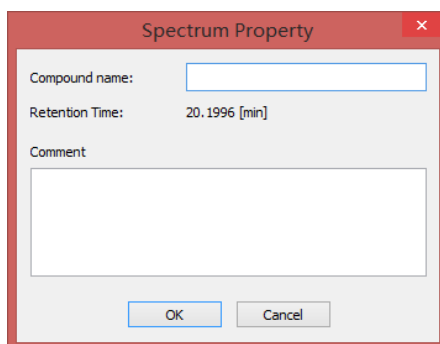 Spectrum Property
Compound name:
Retention Time: 20.1996 [min]
Comment
OK Cancel